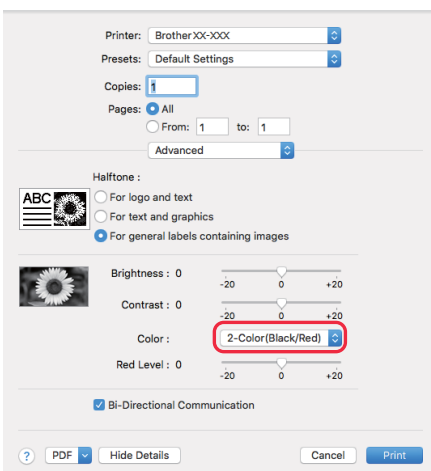 Printer: Brother XX-XXX
Presets: Default Settings
Copies: 1
Pages: All
From: 1 to: 1
Advanced
Halftone :
ABC
For logo and text
For text and graphics
For general labels containing images
Brightness : 0
-20 0 +20
Contrast : 0
-20 0 +20
Color : 2-Color(Black/Red)
Red Level : 0
-20 0 +20
Bi-Directional Communication
? PDF Hide Details Cancel Print